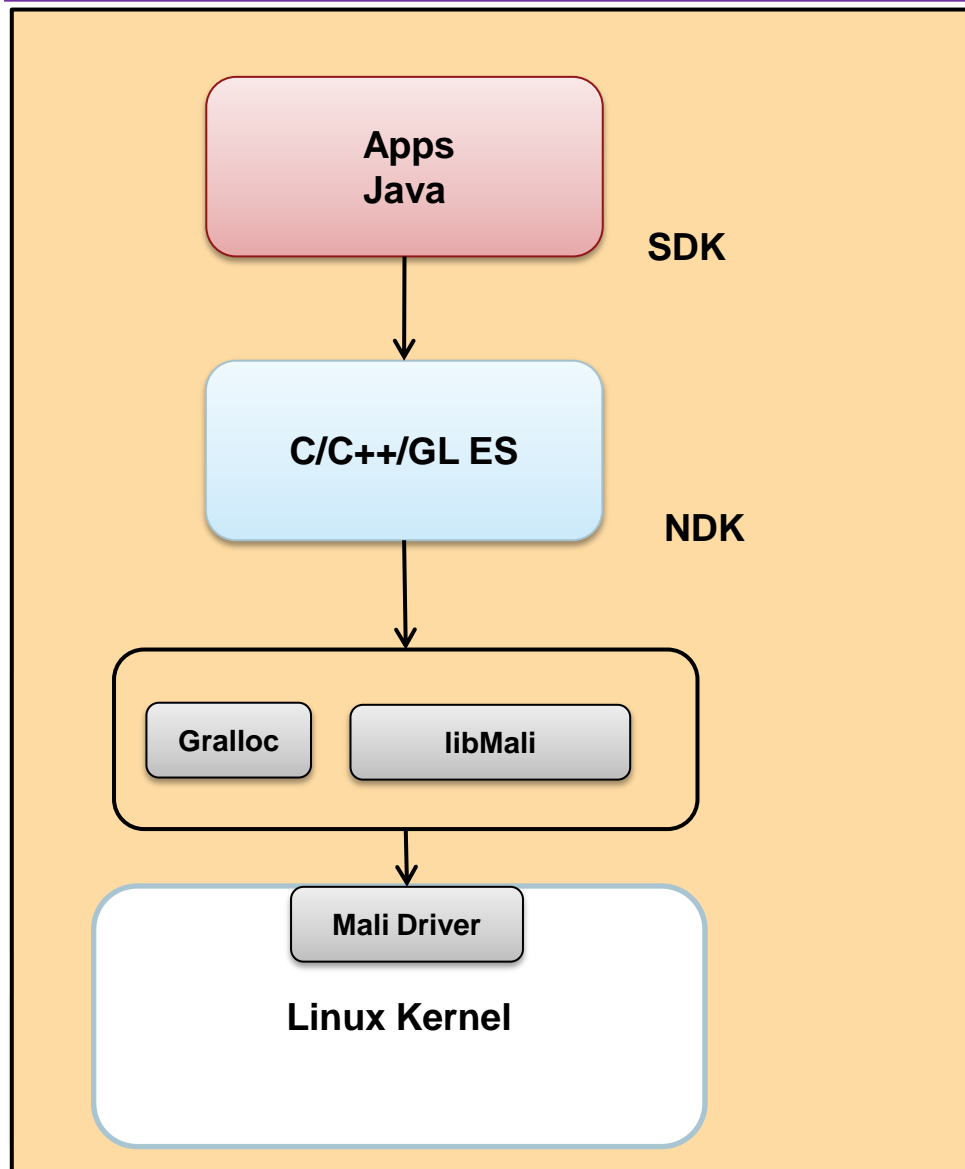 Apps
Java
SDK
C/C++/GL ES
NDK
Gralloc
libMali
Mali Driver
Linux Kernel